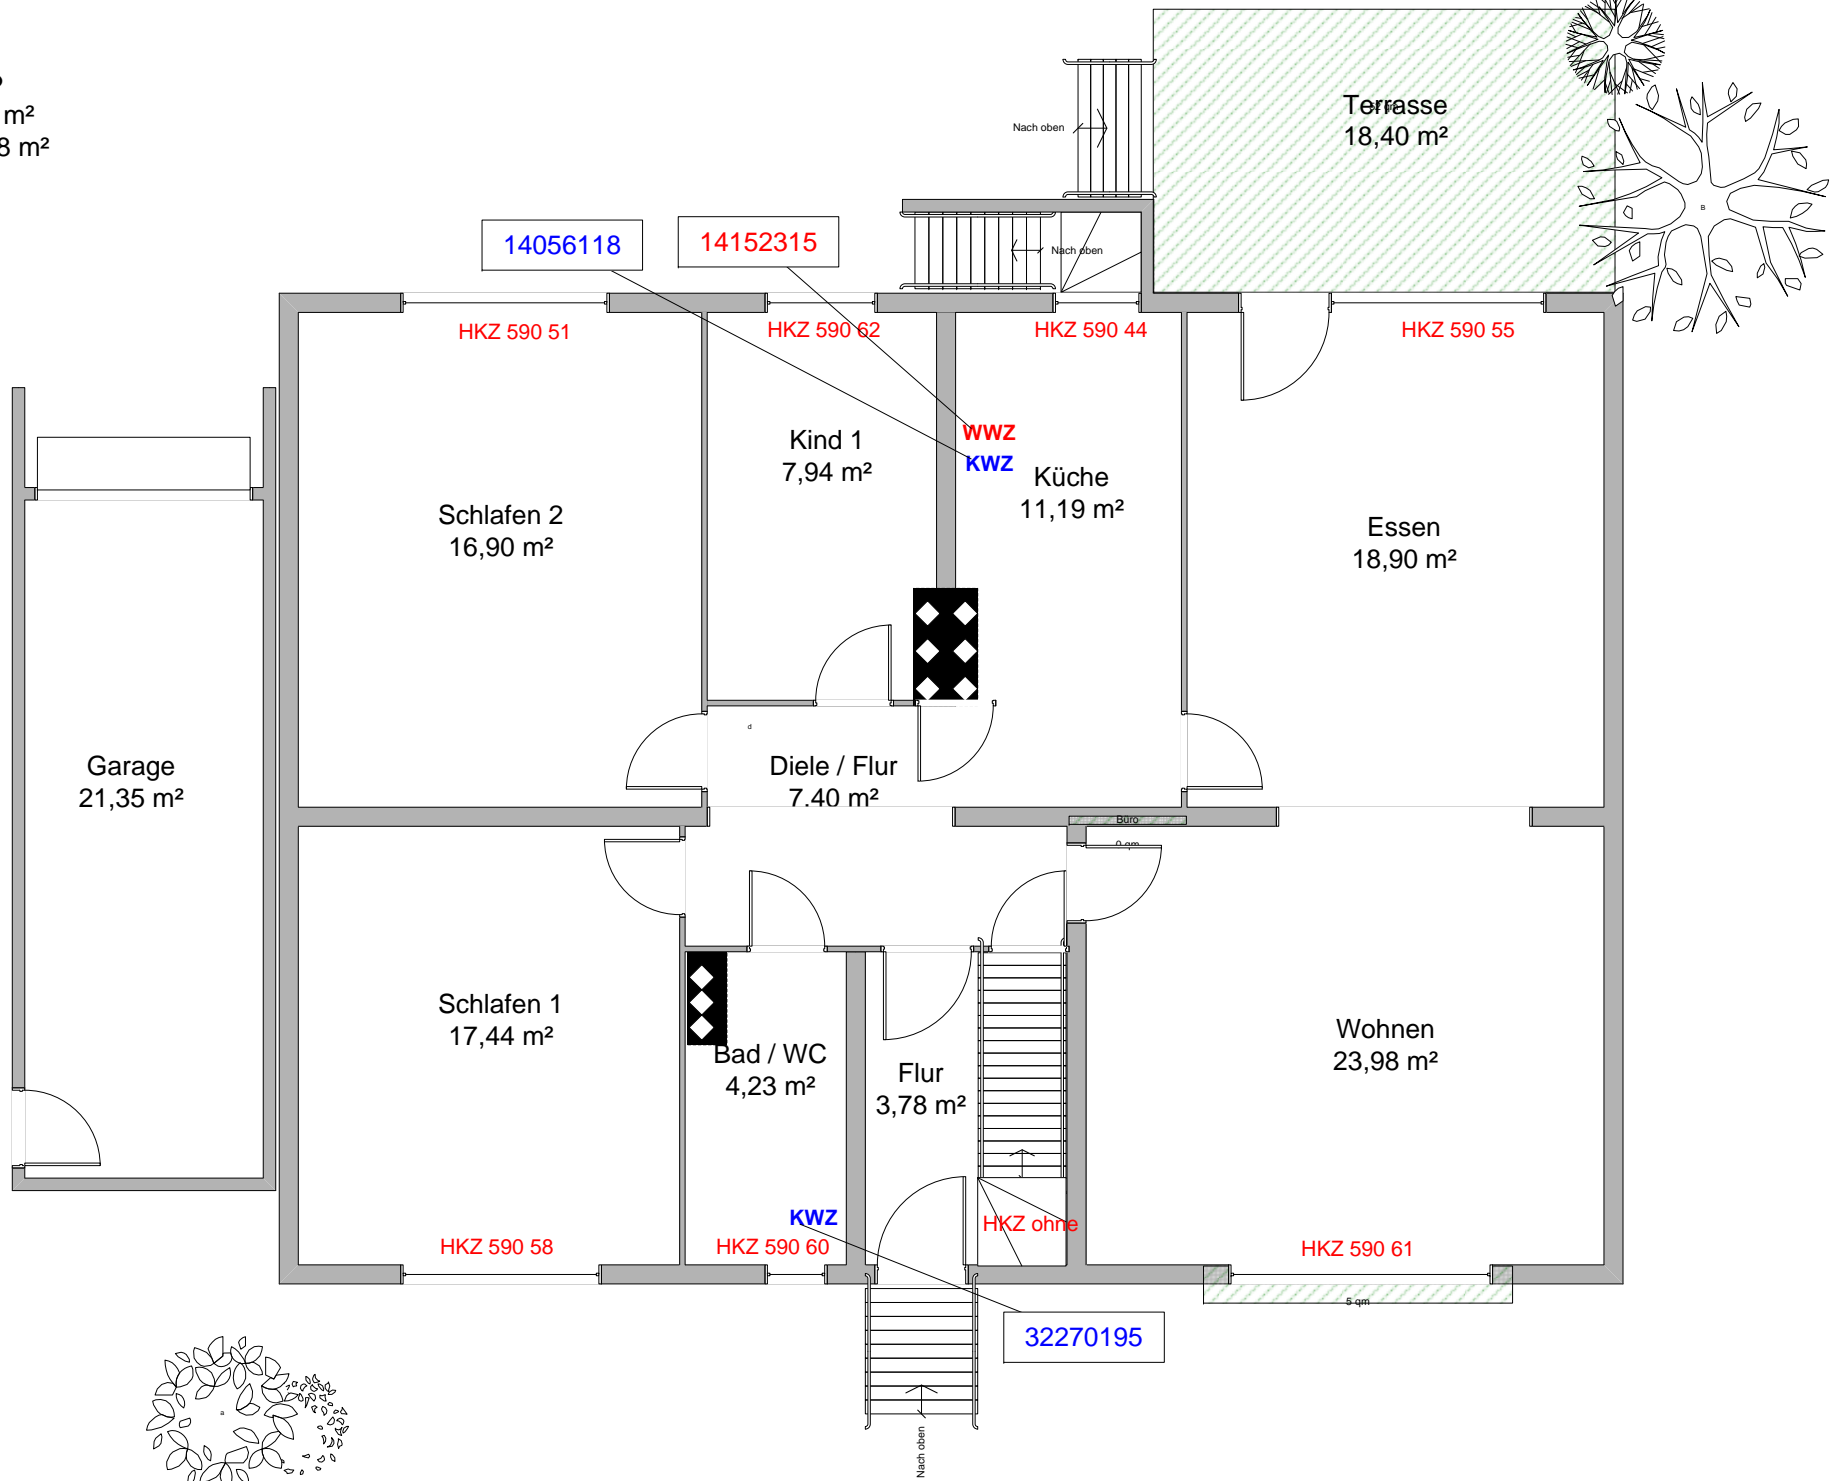 m²
8 m²
Terrasse
18,40 m²
Nach oben
Nach oben
14056118
14152315
HKZ 590 51
HKZ 590 62
HKZ 590 44
HKZ 590 55
B
WWZ
KWZ
Kind 1
7,94 m²
Küche
11,19 m²
Schlafen 2
16,90 m²
Essen
18,90 m²
d
Garage
21,35 m²
Diele / Flur
7,40 m²
Büro
0 qm
Schlafen 1
17,44 m²
Bad / WC
4,23 m²
Flur
3,78 m²
Wohnen
23,98 m²
KWZ
HKZ ohne
HKZ 590 58
HKZ 590 60
HKZ 590 61
5 qm
32270195
a
Nach oben